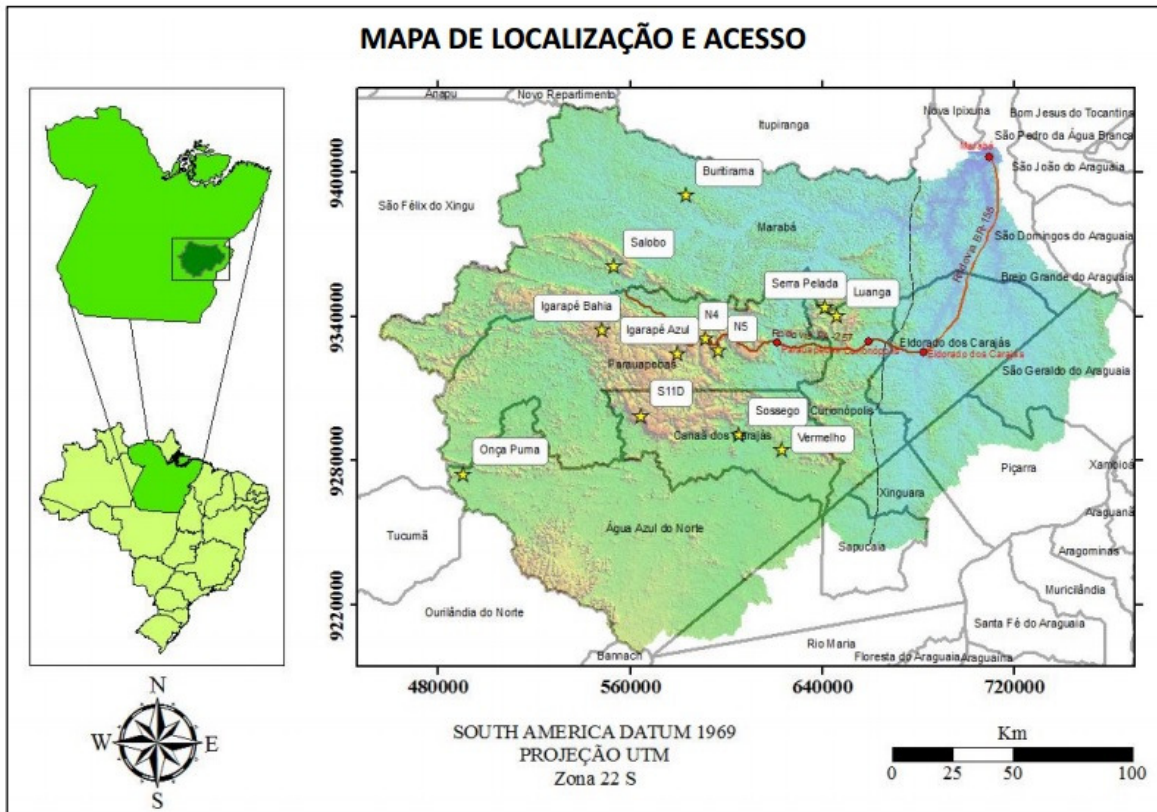 MAPA DE LOCALIZAÇÃO E ACESSO
Anapu
Novo Repartimento
Itupiranga
Nova Ipixuna
Bom Jesus do Tocantins
São Pedro da Água Branca
Marabá
São João do Araguaia
9400000
Buritirama
São Félix do Xingu
Marabá
São Domingos do Araguaia
Salobo
Rodovia BR-155
Serra Pelada
Luanga
Brejo Grande do Araguaia
Igarapé Bahia
N4
9340000
Igarapé Azul
N5
Eldorado dos Carajás
Parauapebas
Curionópolis
Eldorado dos Carajás
Parauapebas
São Geraldo do Araguaia
S11D
Sossego
Curionópolis
Canaã dos Carajás
Vermelho
Onça Puma
9280000
Piçarra
Xambioá
Xinguara
Araguanã
Água Azul do Norte
Tucumã
Sapucaia
Aragominas
Muricilândia
9220000
Ourilândia do Norte
Santa Fé do Araguaia
Rio Maria
Bannach
Floresta do Araguaia
Araguaína
480000
560000
640000
720000
N
W
E
S
SOUTH AMERICA DATUM 1969
PROJEÇÃO UTM
Zona 22 S
Km
0
25
50
100